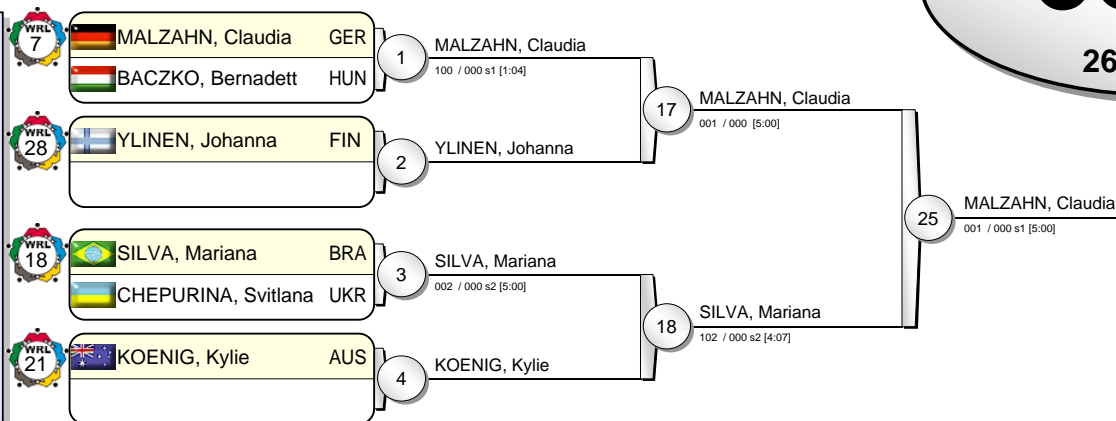 WRL
7
MALZAHN, Claudia GER
BACZKO, Bernadett HUN
1
MALZAHN, Claudia
100 / 000 s1 [1:04]
WRL
28
YLINEN, Johanna FIN
2
YLINEN, Johanna
17
MALZAHN, Claudia
001 / 000 [5:00]
WRL
18
SILVA, Mariana BRA
CHEPURINA, Svitlana UKR
3
SILVA, Mariana
002 / 000 s2 [5:00]
WRL
21
KOENIG, Kylie AUS
4
KOENIG, Kylie
18
SILVA, Mariana
102 / 000 s2 [4:07]
25
MALZAHN, Claudia
001 / 000 s1 [5:00]
26